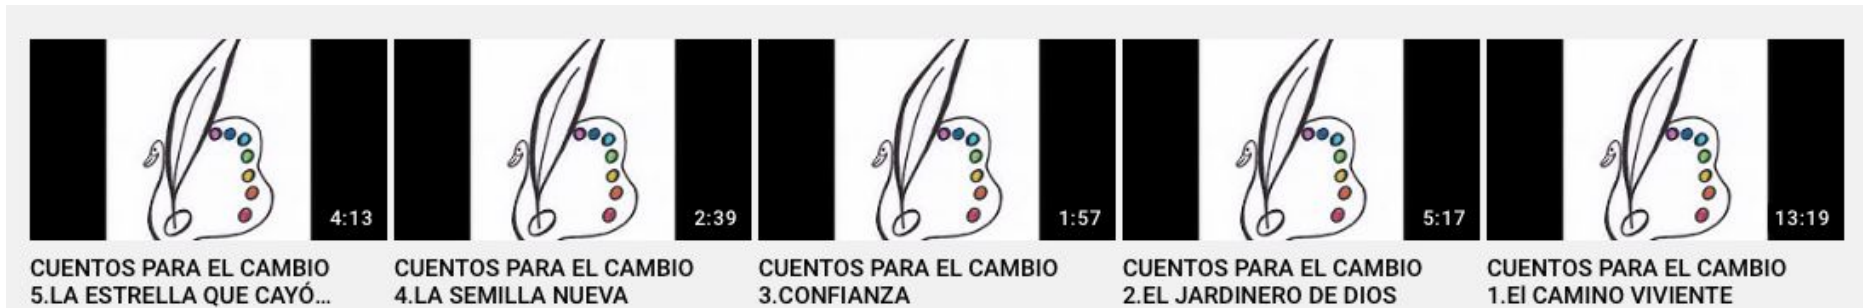 4:13
2:39
1:57
5:17
13:19
CUENTOS PARA EL CAMBIO
5.LA ESTRELLA QUE CAYÓ...
CUENTOS PARA EL CAMBIO
4.LA SEMILLA NUEVA
CUENTOS PARA EL CAMBIO
3.CONFIANZA
CUENTOS PARA EL CAMBIO
2.EL JARDINERO DE DIOS
CUENTOS PARA EL CAMBIO
1.El CAMINO VIVIENTE